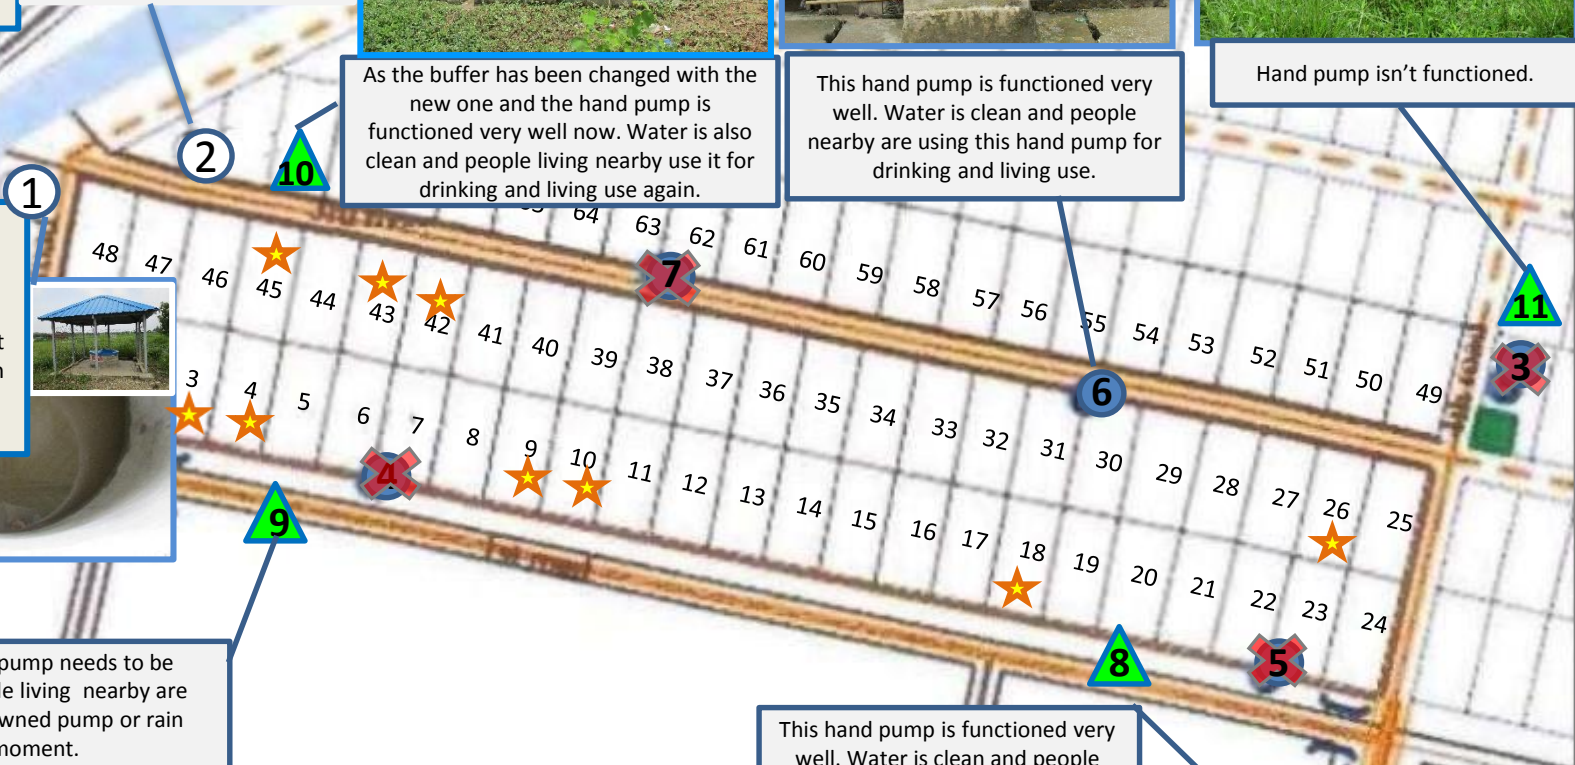 As the buffer has been changed with the
new one and the hand pump is
functioned very well now. Water is also
clean and people living nearby use it for
drinking and living use again.
This hand pump is functioned very
well. Water is clean and people
nearby are using this hand pump for
drinking and living use.
Hand pump isn't functioned.
1
2
10
64 63 62 61 60 59 58 57 56 55 54 53 52 51 50 49
7
11
3
6
48 47 46 45 44 43 42 41 40 39 38 37 36 35 34 33 32 31 30 29 28 27 26 25
3 4 5 6 7 8 9 10 11 12 13 14 15 16 17 18 19 20 21 22 23 24
4
9
8
5
pump needs to be
living nearby are
pump or rain
moment.
This hand pump is functioned very
well. Water is clean and people